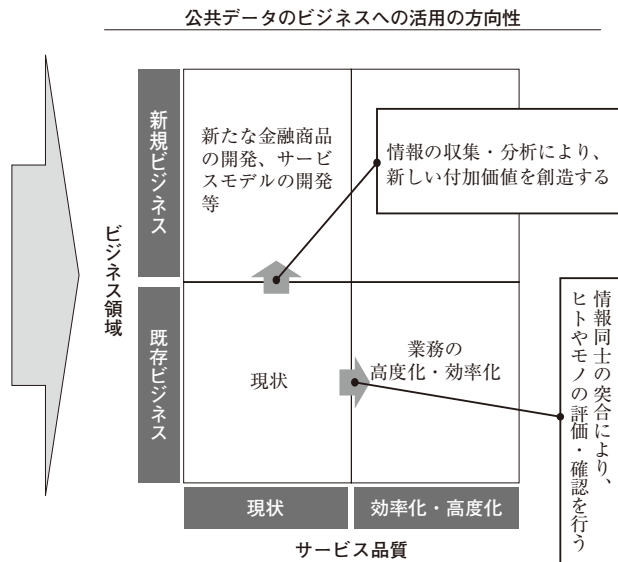 公共データのビジネスへの活用の方向性
新規ビジネス
新たな金融商品
の開発、サービ
スモデルの開発
等
情報の収集・分析により、
新しい付加価値を創造する
ビジネス領域
既存ビジネス
現状
業務の
高度化・効率化
情報同士の突合により、
ヒトやモノの評価・確認を行う
現状
効率化・高度化
サービス品質